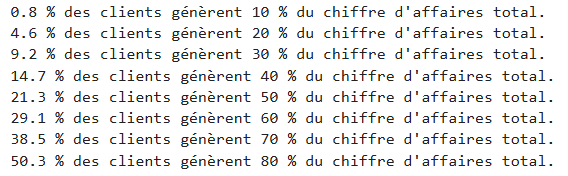 0.8 % des clients génèrent 10 % du chiffre d'affaires total.
4.6 % des clients génèrent 20 % du chiffre d'affaires total.
9.2 % des clients génèrent 30 % du chiffre d'affaires total.
14.7 % des clients génèrent 40 % du chiffre d'affaires total.
21.3 % des clients génèrent 50 % du chiffre d'affaires total.
29.1 % des clients génèrent 60 % du chiffre d'affaires total.
38.5 % des clients génèrent 70 % du chiffre d'affaires total.
50.3 % des clients génèrent 80 % du chiffre d'affaires total.